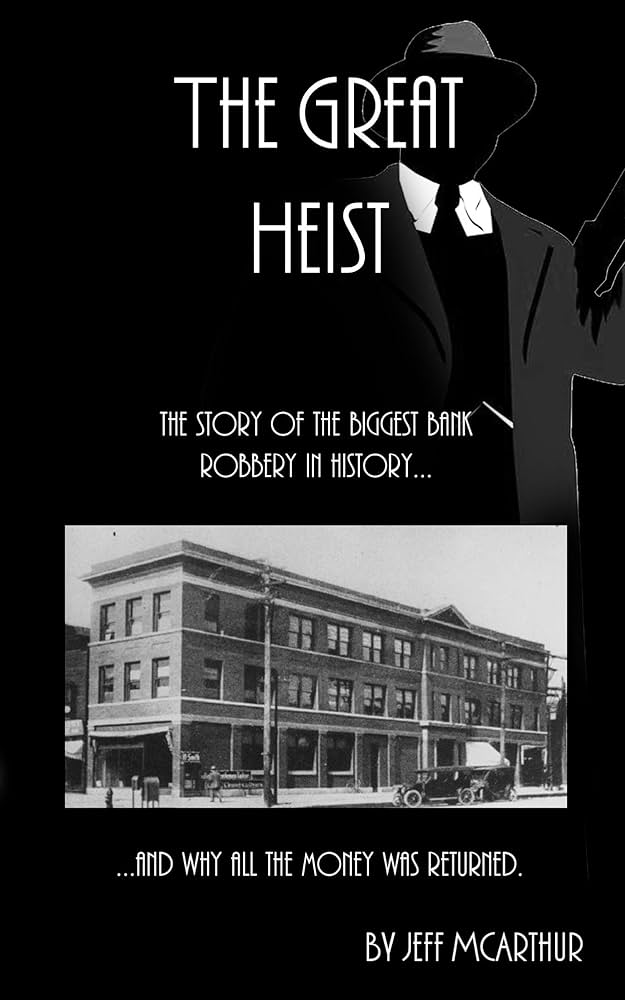 THE GREAT
HEIST
THE STORY OF THE BIGGEST BANK
ROBBERY IN HISTORY...
...AND WHY ALL THE MONEY WAS RETURNED.
BY JEFF MCARTHUR